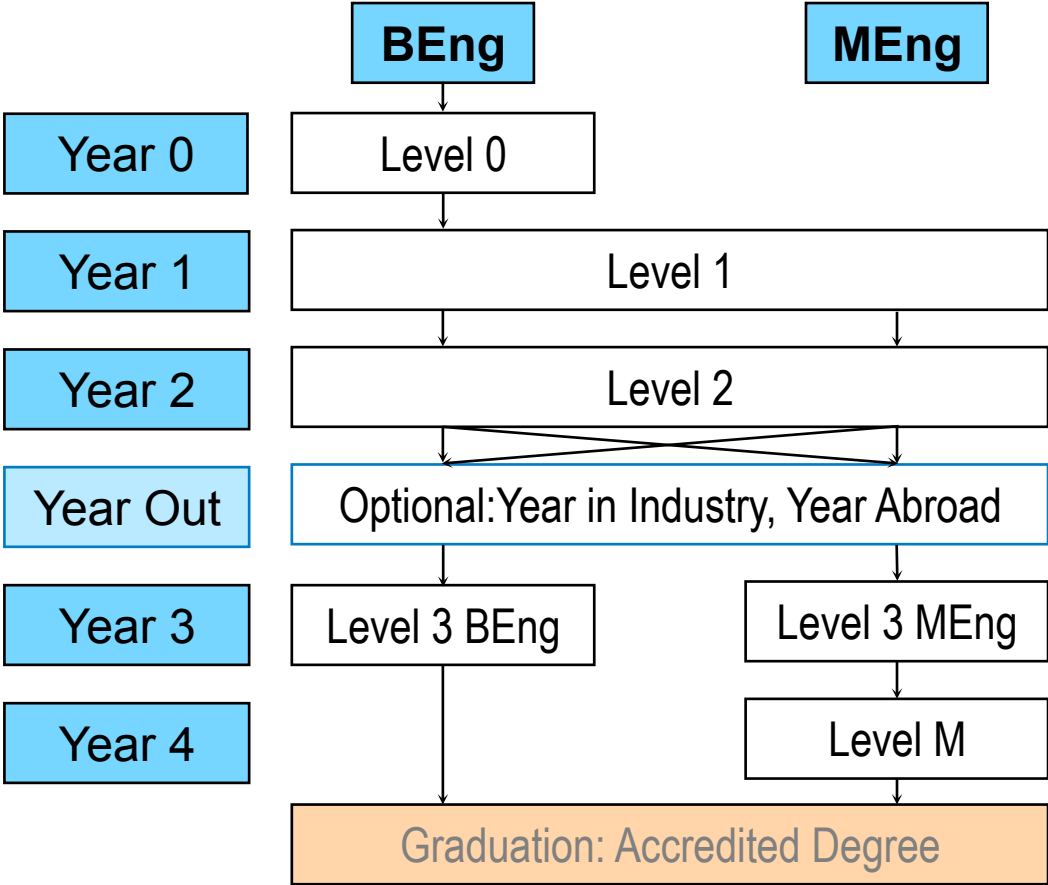 BEng
MEng
Year 0
Level 0
Year 1
Level 1
Year 2
Level 2
Year Out
Optional:Year in Industry, Year Abroad
Year 3
Level 3 BEng
Level 3 MEng
Year 4
Level M
Graduation: Accredited Degree